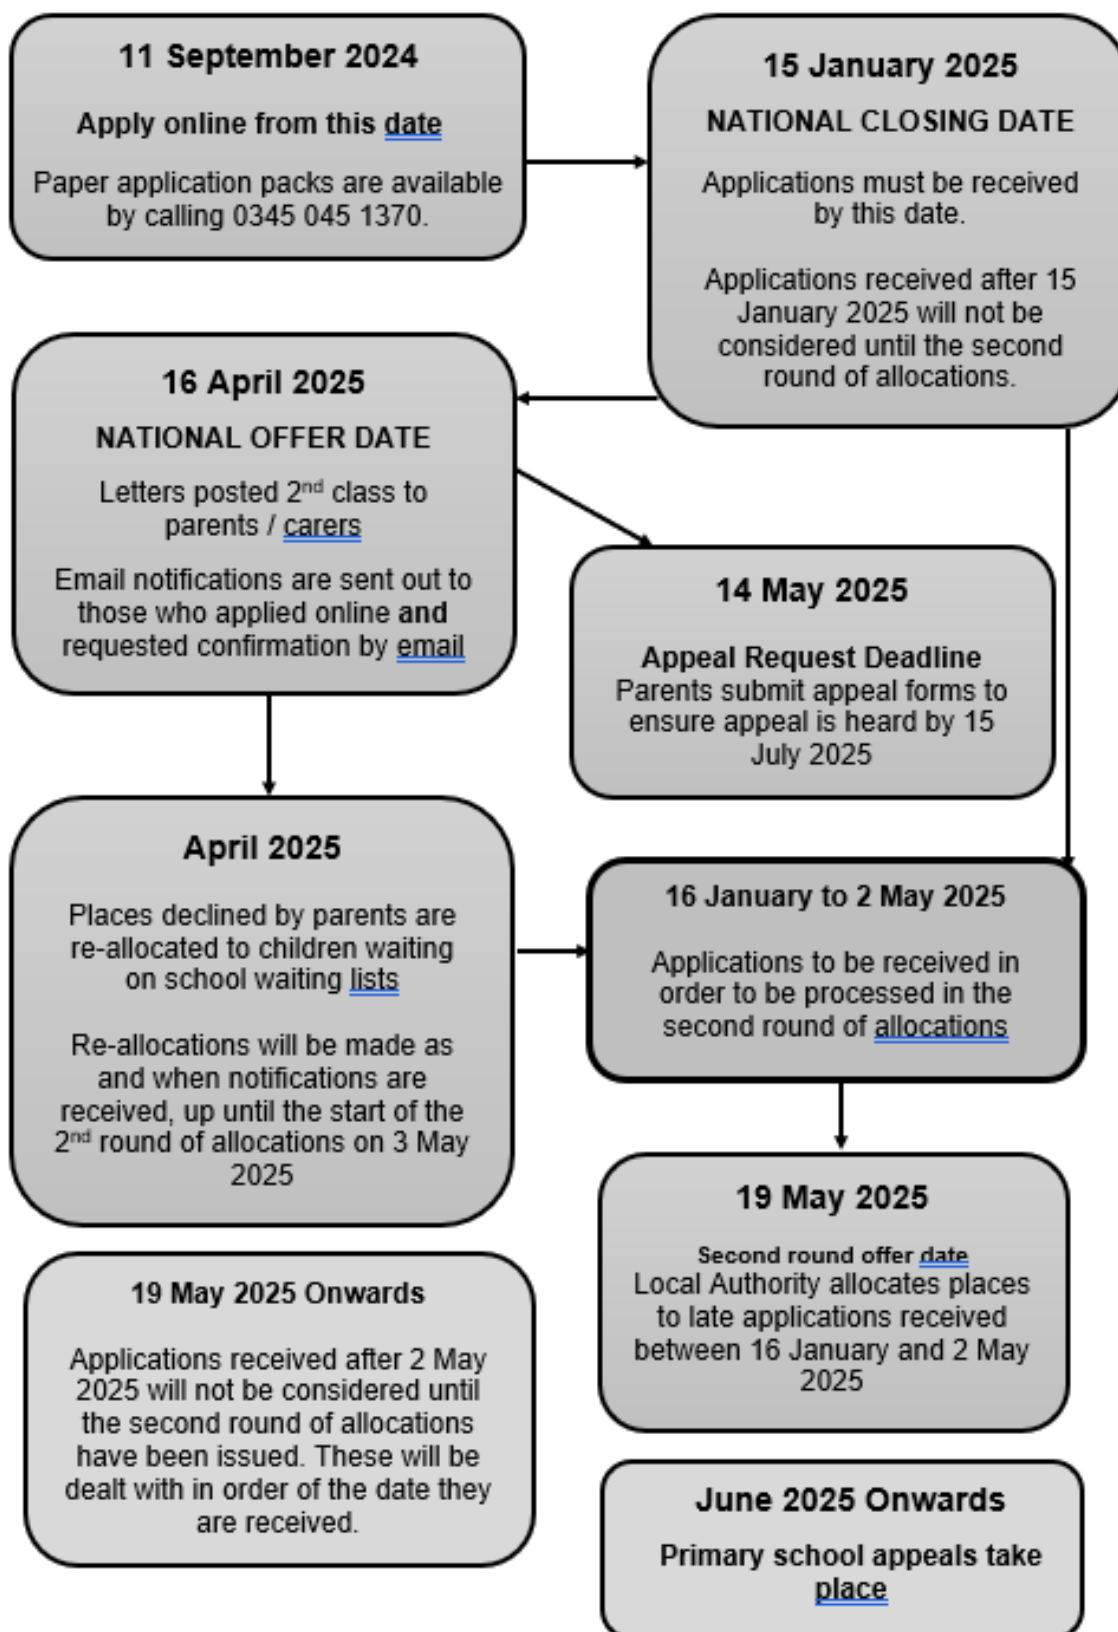 11 September 2024
Apply online from this date
Paper application packs are available
by calling 0345 045 1370.
15 January 2025
NATIONAL CLOSING DATE
Applications must be received
by this date.
Applications received after 15
January 2025 will not be
considered until the second
round of allocations.
16 April 2025
NATIONAL OFFER DATE
Letters posted 2nd class to
parents / carers
Email notifications are sent out to
those who applied online and
requested confirmation by email
14 May 2025
Appeal Request Deadline
Parents submit appeal forms to
ensure appeal is heard by 15
July 2025
April 2025
Places declined by parents are
re-allocated to children waiting
on school waiting lists
Re-allocations will be made as
and when notifications are
received, up until the start of the
2nd round of allocations on 3 May
2025
16 January to 2 May 2025
Applications to be received in
order to be processed in the
second round of allocations
19 May 2025
Second round offer date
Local Authority allocates places
to late applications received
between 16 January and 2 May
2025
19 May 2025 Onwards
Applications received after 2 May
2025 will not be considered until
the second round of allocations
have been issued. These will be
dealt with in order of the date they
are received.
June 2025 Onwards
Primary school appeals take
place